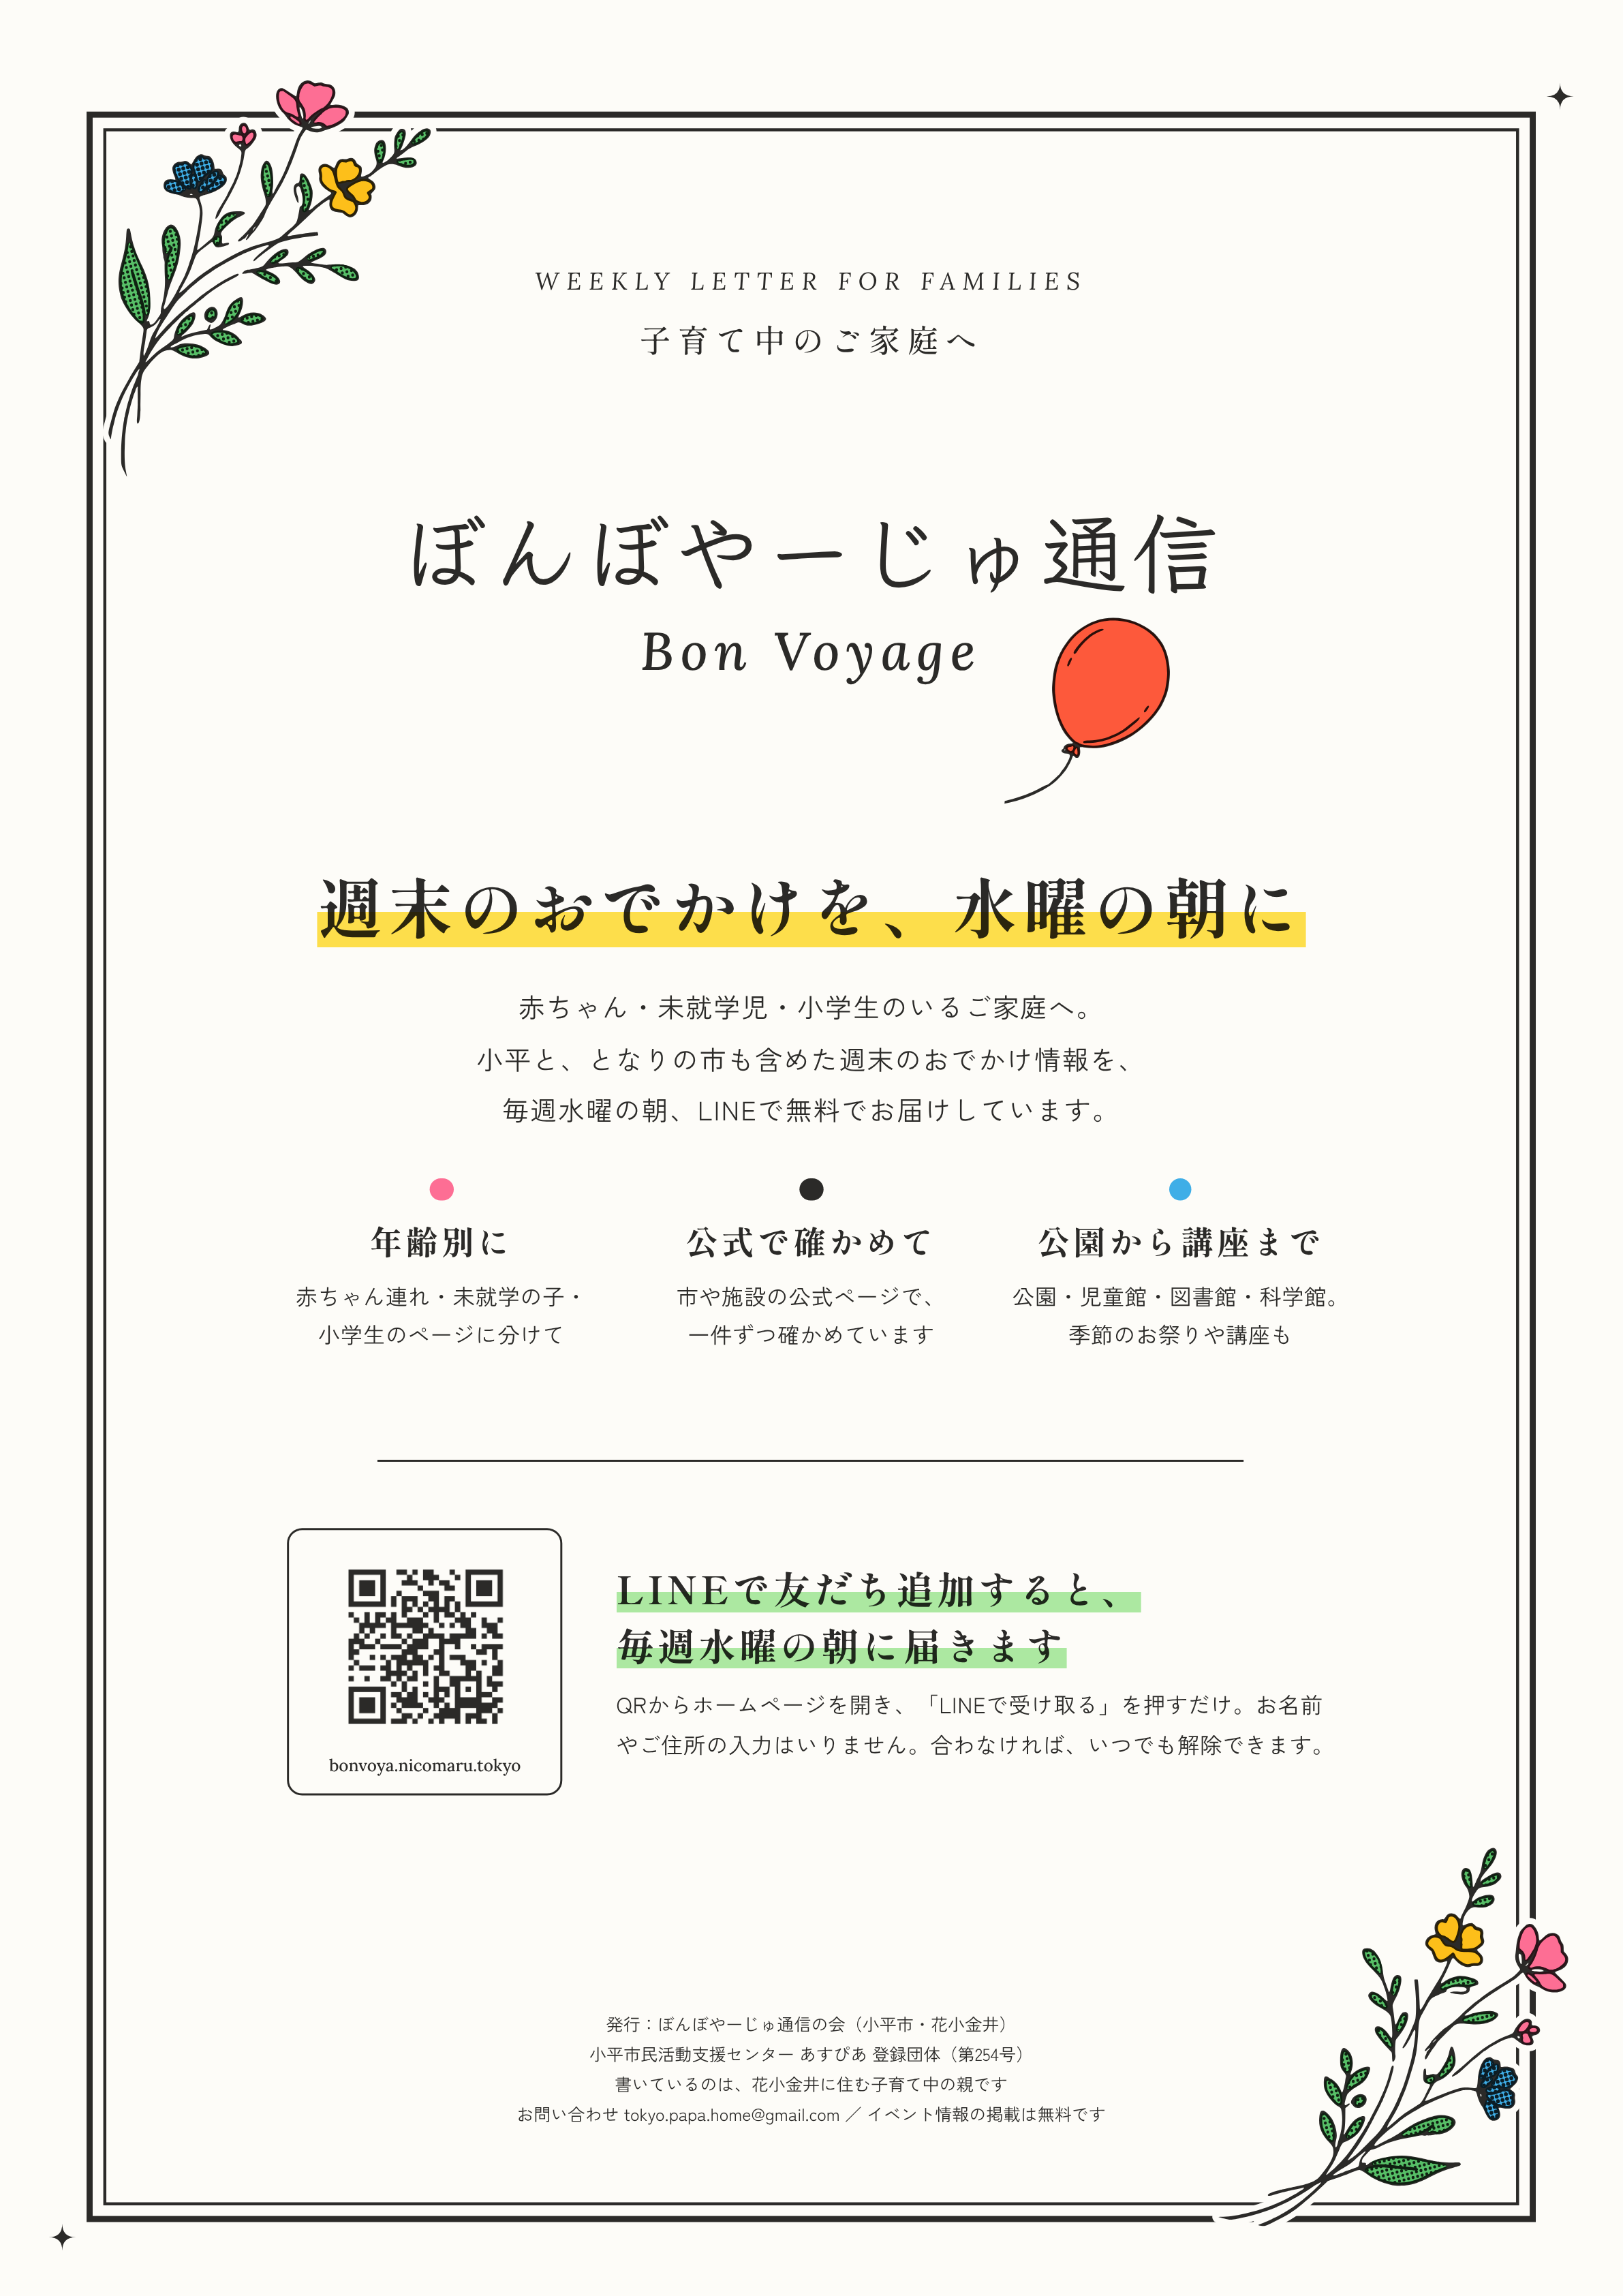 WEEKLY LETTER FOR FAMILIES
子育て中のご家庭へ
ぼんぼやーじゅ通信
Bon Voyage
週末のおでかけを、水曜の朝に
赤ちゃん・未就学児・小学生のいるご家庭へ。
小平と、となりの市も含めた週末のおでかけ情報を、
毎週水曜の朝、LINEで無料でお届けしています。
年齢別に
赤ちゃん連れ・未就学の子・
小学生のページに分けて
公式で確かめて
市や施設の公式ページで、
一件ずつ確かめています
公園から講座まで
公園・児童館・図書館・科学館。
季節のお祭りや講座も
bonvoya.nicomaru.tokyo
LINEで友だち追加すると、
毎週水曜の朝に届きます
QRからホームページを開き、「LINEで受け取る」を押すだけ。お名前
やご住所の入力はいりません。合わなければ、いつでも解除できます。
発行：ぼんぼやーじゅ通信の会（小平市・花小金井）
小平市民活動支援センター あすぴあ 登録団体（第254号）
書いているのは、花小金井に住む子育て中の親です
お問い合わせ tokyo.papa.home@gmail.com ／ イベント情報の掲載は無料です